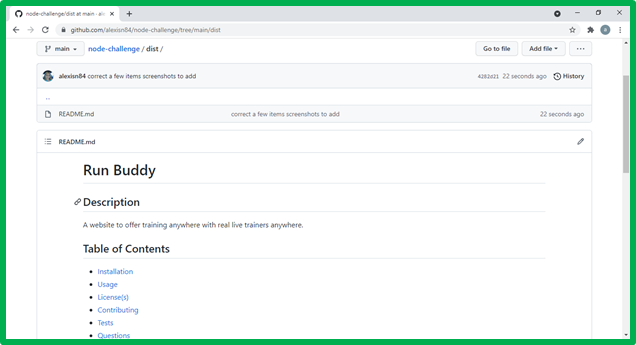 node-challenge/dist at main · alexisn84
github.com/alexisn84/node-challenge/tree/main/dist
main
node-challenge / dist /
Go to file
Add file
alexisn84 correct a few items screenshots to add
4282d21 22 seconds ago
History
..
README.md
correct a few items screenshots to add
22 seconds ago
README.md
Run Buddy
Description
A website to offer training anywhere with real live trainers anywhere.
Table of Contents
Installation
Usage
License(s)
Contributing
Tests
Questions